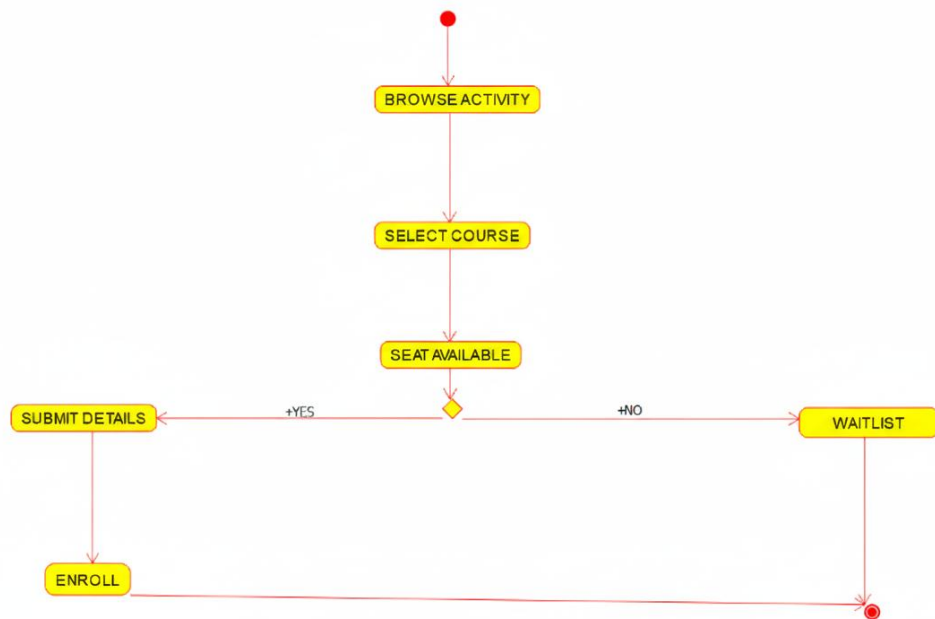 BROWSE ACTIVITY
SELECT COURSE
SEAT AVAILABLE
+YES
+NO
SUBMIT DETAILS
WAITLIST
ENROLL